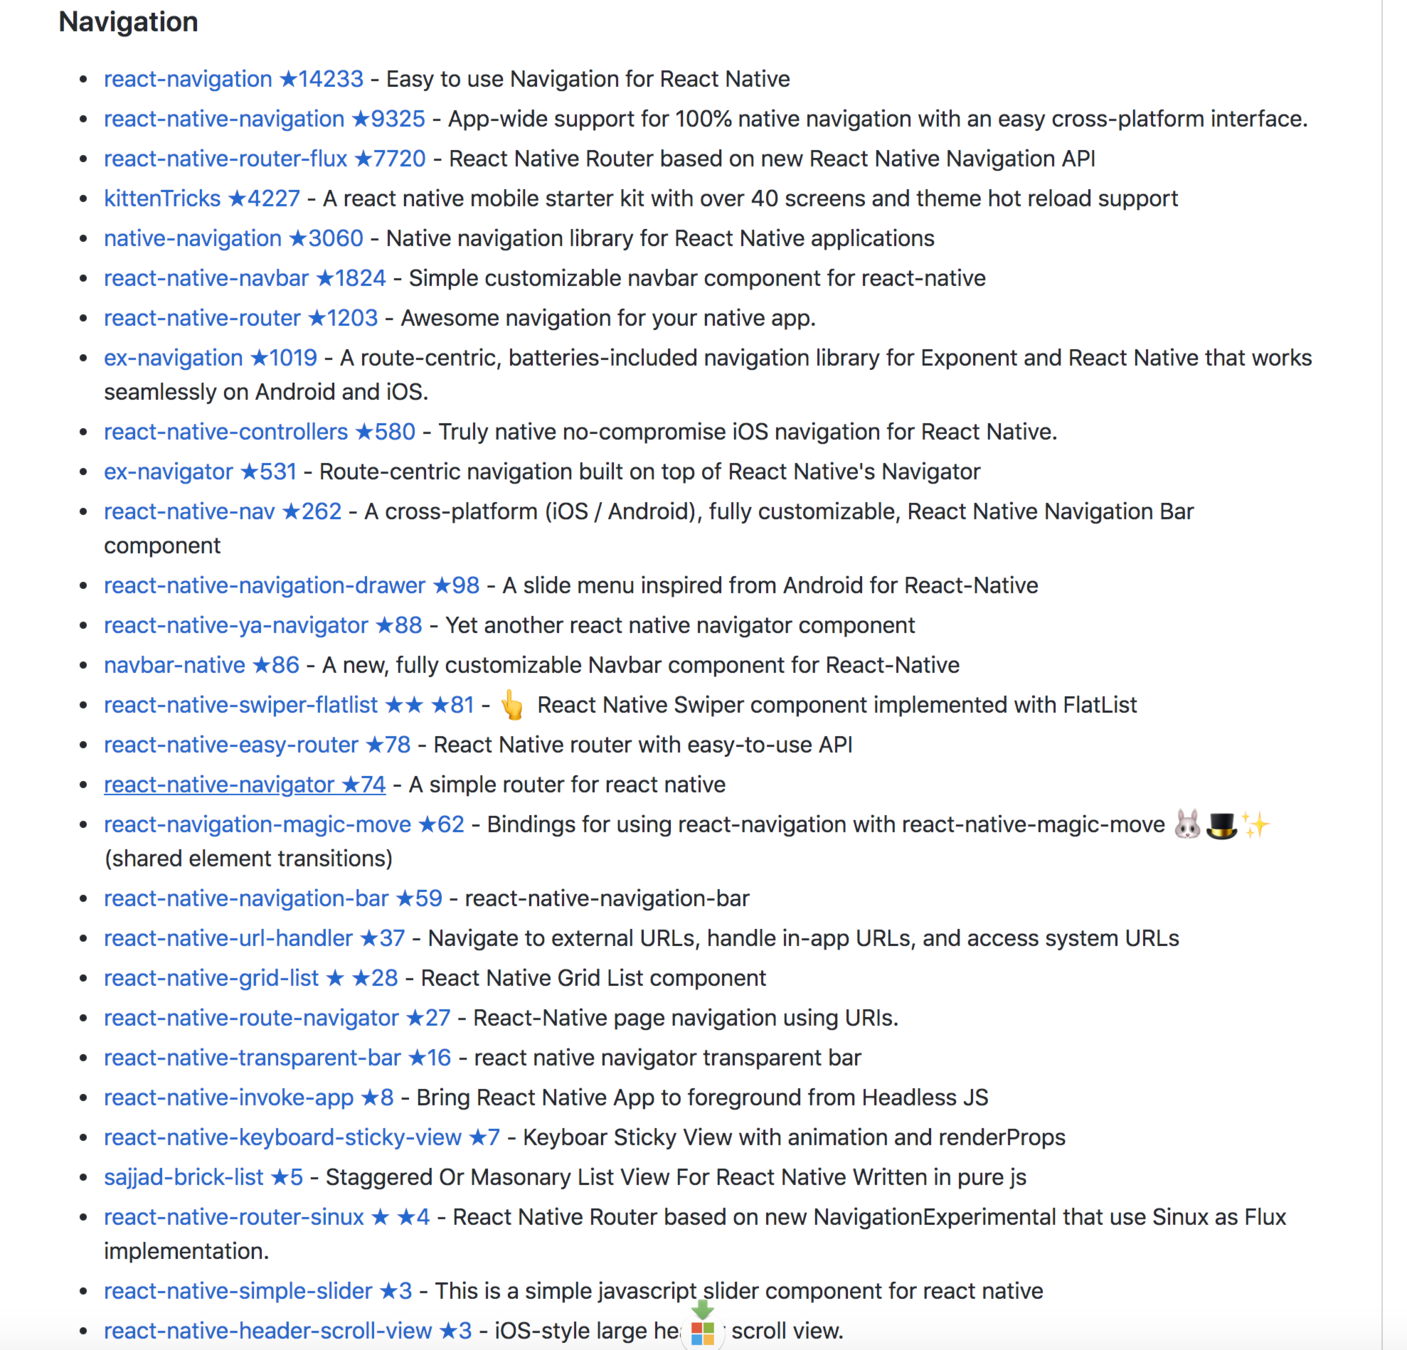 Navigation
• react-navigation ★14233 - Easy to use Navigation for React Native
• react-native-navigation ★9325 - App-wide support for 100% native navigation with an easy cross-platform interface.
• react-native-router-flux ★7720 - React Native Router based on new React Native Navigation API
• kittenTricks ★4227 - A react native mobile starter kit with over 40 screens and theme hot reload support
• native-navigation ★3060 - Native navigation library for React Native applications
• react-native-navbar ★1824 - Simple customizable navbar component for react-native
• react-native-router ★1203 - Awesome navigation for your native app.
• ex-navigation ★1019 - A route-centric, batteries-included navigation library for Exponent and React Native that works
seamlessly on Android and iOS.
• react-native-controllers ★580 - Truly native no-compromise iOS navigation for React Native.
• ex-navigator ★531 - Route-centric navigation built on top of React Native's Navigator
• react-native-nav ★262 - A cross-platform (iOS / Android), fully customizable, React Native Navigation Bar
component
• react-native-navigation-drawer ★98 - A slide menu inspired from Android for React-Native
• react-native-ya-navigator ★88 - Yet another react native navigator component
• navbar-native ★86 - A new, fully customizable Navbar component for React-Native
• react-native-swiper-flatlist ★★ ★81 - 👆 React Native Swiper component implemented with FlatList
• react-native-easy-router ★78 - React Native router with easy-to-use API
• react-native-navigator ★74 - A simple router for react native
• react-navigation-magic-move ★62 - Bindings for using react-navigation with react-native-magic-move 🐰🎩✨
(shared element transitions)
• react-native-navigation-bar ★59 - react-native-navigation-bar
• react-native-url-handler ★37 - Navigate to external URLs, handle in-app URLs, and access system URLs
• react-native-grid-list ★ ★28 - React Native Grid List component
• react-native-route-navigator ★27 - React-Native page navigation using URIs.
• react-native-transparent-bar ★16 - react native navigator transparent bar
• react-native-invoke-app ★8 - Bring React Native App to foreground from Headless JS
• react-native-keyboard-sticky-view ★7 - Keyboar Sticky View with animation and renderProps
• sajjad-brick-list ★5 - Staggered Or Masonary List View For React Native Written in pure js
• react-native-router-sinux ★ ★4 - React Native Router based on new NavigationExperimental that use Sinux as Flux
implementation.
• react-native-simple-slider ★3 - This is a simple javascript slider component for react native
• react-native-header-scroll-view ★3 - iOS-style large scroll view.